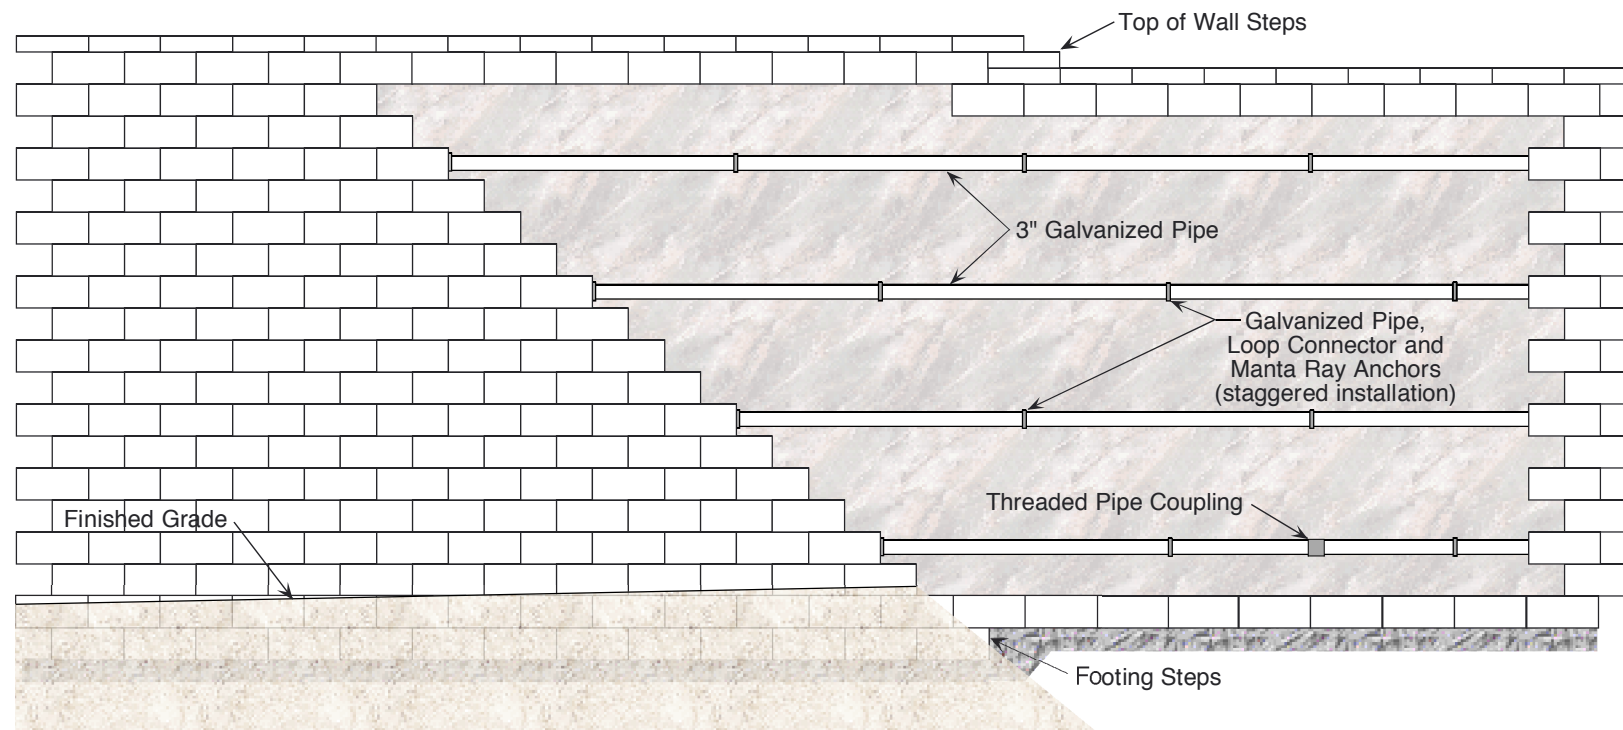 Top of Wall Steps
3" Galvanized Pipe
Galvanized Pipe,
Loop Connector and
Manta Ray Anchors
(staggered installation)
Threaded Pipe Coupling
Finished Grade
Footing Steps